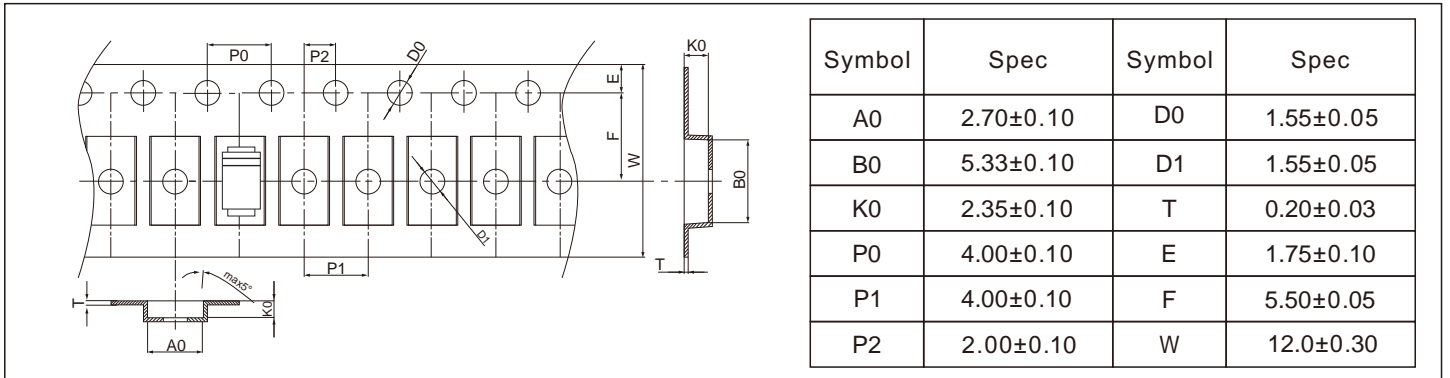 P0
P2
D0
E
F
W
D1
P1
T
max5°
K0
A0
K0
B0
T
Symbol Spec Symbol Spec
A0 2.70±0.10 D0 1.55±0.05
B0 5.33±0.10 D1 1.55±0.05
K0 2.35±0.10 T 0.20±0.03
P0 4.00±0.10 E 1.75±0.10
P1 4.00±0.10 F 5.50±0.05
P2 2.00±0.10 W 12.0±0.30